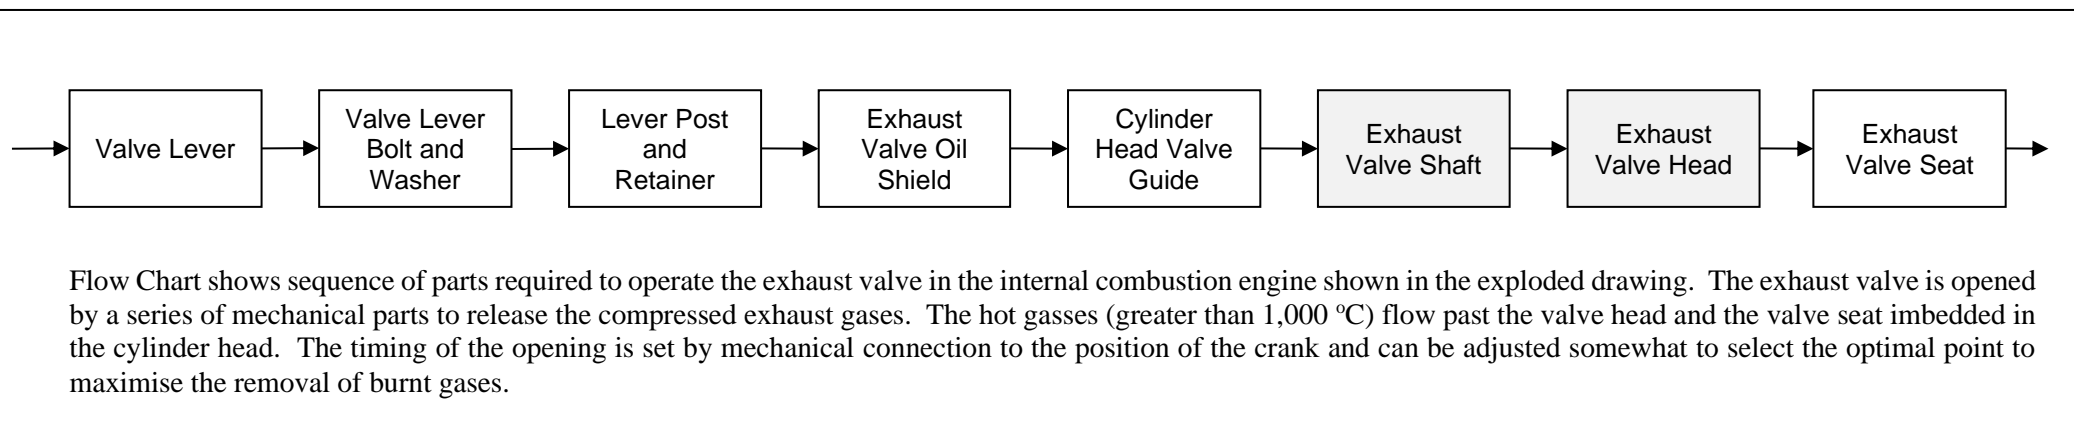 Valve Lever
Valve Lever
Bolt and
Washer
Lever Post
and
Retainer
Exhaust
Valve Oil
Shield
Cylinder
Head Valve
Guide
Exhaust
Valve Shaft
Exhaust
Valve Head
Exhaust
Valve Seat
Flow Chart shows sequence of parts required to operate the exhaust valve in the internal combustion engine shown in the exploded drawing. The exhaust valve is opened
by a series of mechanical parts to release the compressed exhaust gases. The hot gasses (greater than 1,000 ºC) flow past the valve head and the valve seat imbedded in
the cylinder head. The timing of the opening is set by mechanical connection to the position of the crank and can be adjusted somewhat to select the optimal point to
maximise the removal of burnt gases.